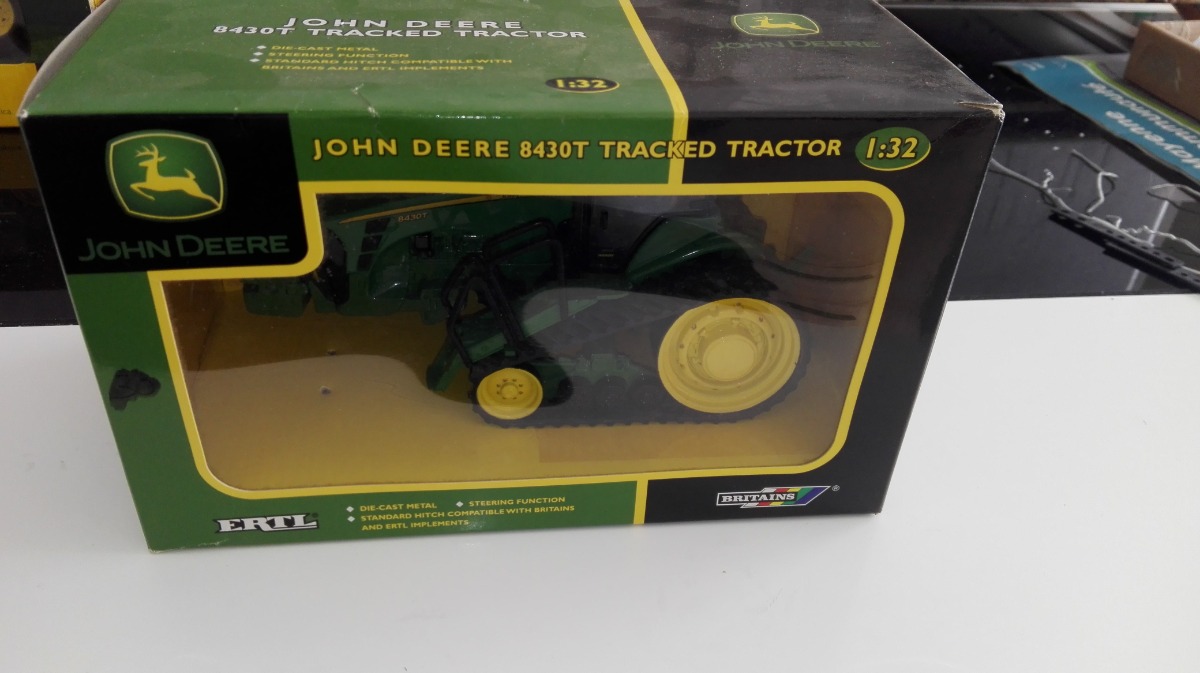 JOHN DEERE
8430T TRACKED TRACTOR
◆ DIE-CAST METAL
◆ STEERING FUNCTION
◆ STANDARD HITCH COMPATIBLE WITH
BRITAINS AND ERTL IMPLEMENTS
1:32
JOHN DEERE
JOHN DEERE
JOHN DEERE 8430T TRACKED TRACTOR 1:32
8430T
ERTL®
◆ DIE-CAST METAL ◆ STEERING FUNCTION
◆ STANDARD HITCH COMPATIBLE WITH BRITAINS
AND ERTL IMPLEMENTS
BRITAINS®